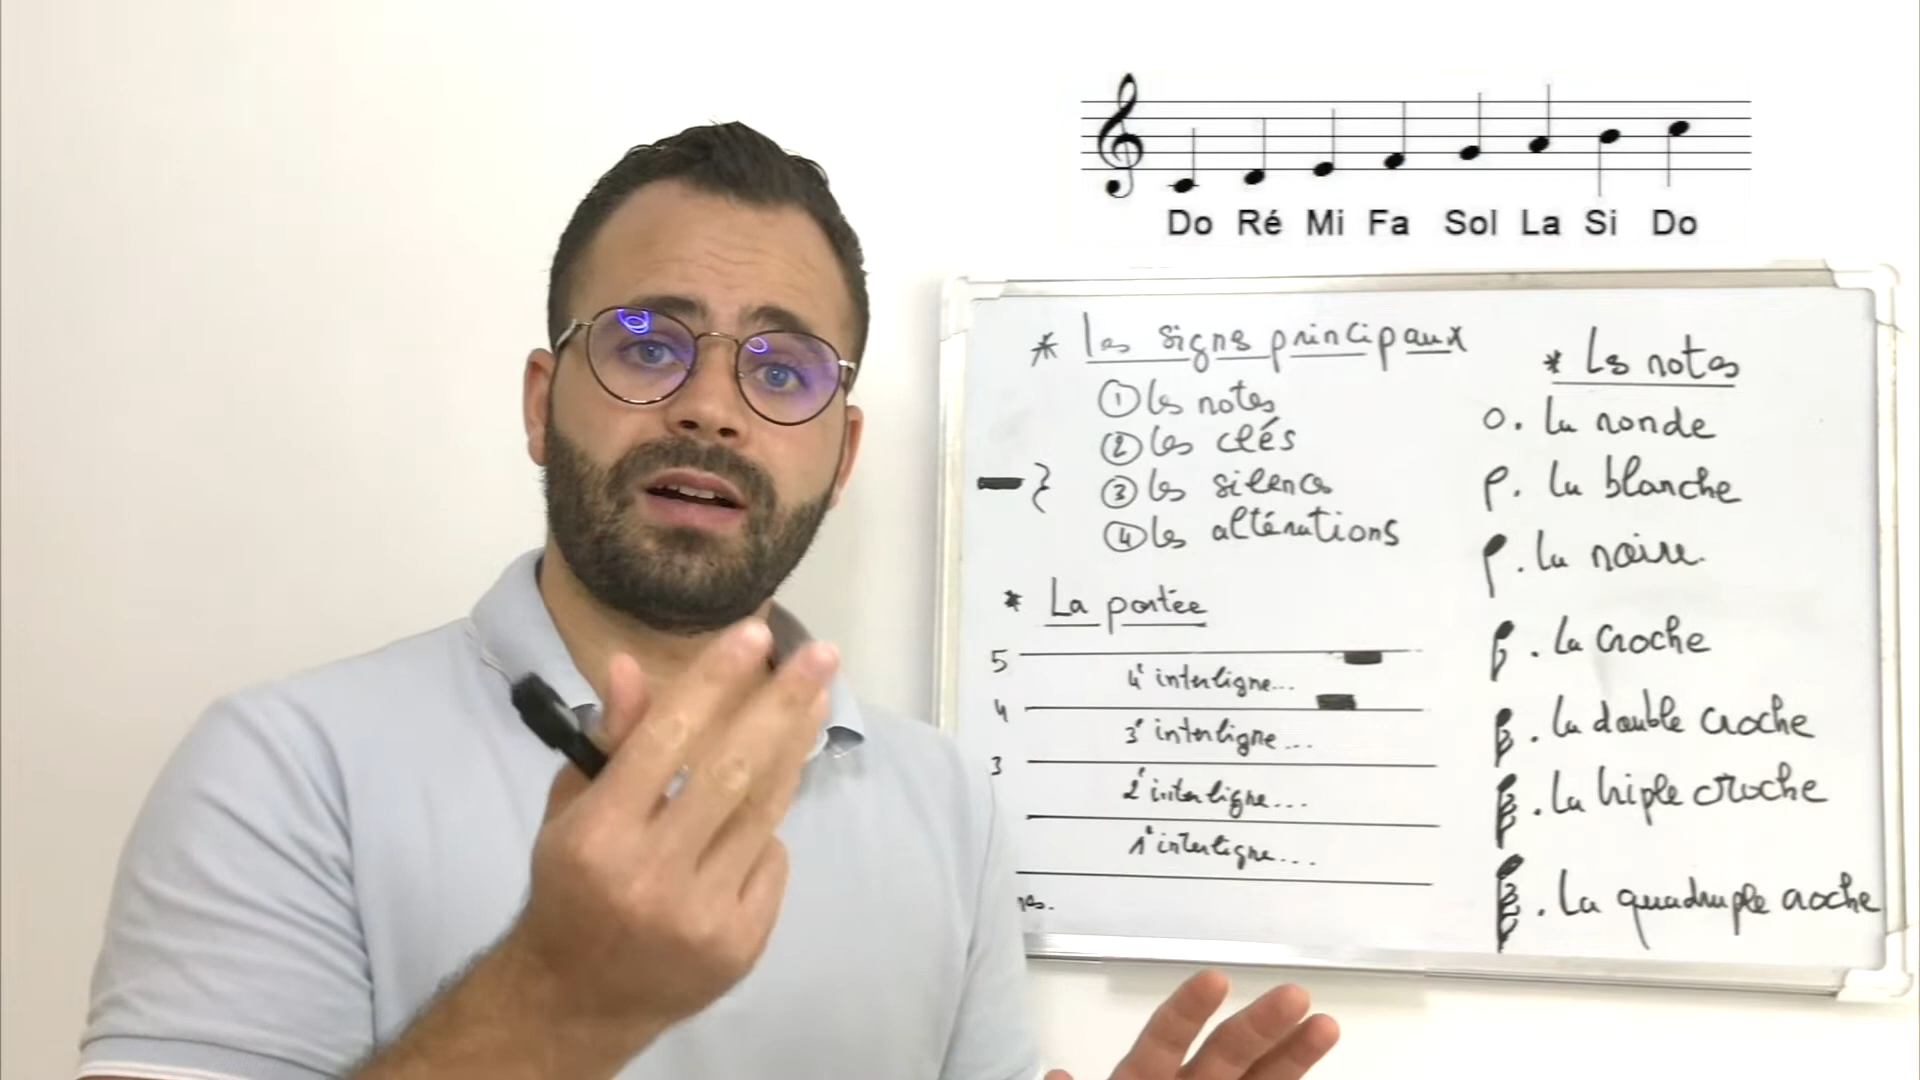 Do Ré Mi Fa Sol La Si Do
* les signes principaux
① les notes
② les clés
③ les silences
④ les altérations
* La portée
5
4e interligne...
4
3e interligne...
3
2e interligne...
1e interligne...
* Les notes
. la ronde
. la blanche
. la noire.
. la croche
. la double croche
. la triple croche
. La quadruple croche